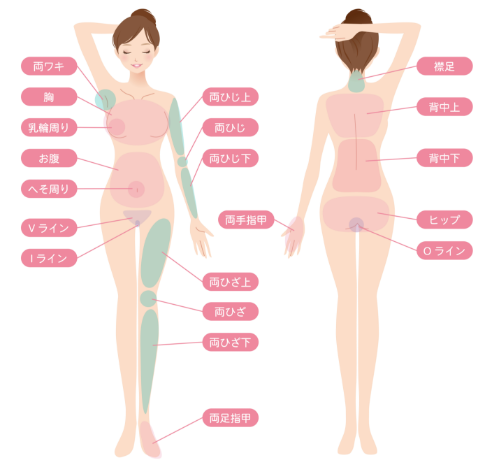 両ワキ
胸
乳輪周り
お腹
へそ周り
Vライン
Iライン
両ひじ上
両ひじ
両ひじ下
両手指甲
両ひざ上
両ひざ
両ひざ下
両足指甲
襟足
背中上
背中下
ヒップ
Oライン